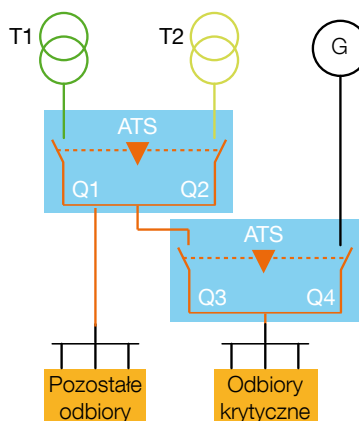 T1
T2
G
ATS
Q1
Q2
ATS
Q3
Q4
Pozostałe
odbiory
Odbiory
krytyczne